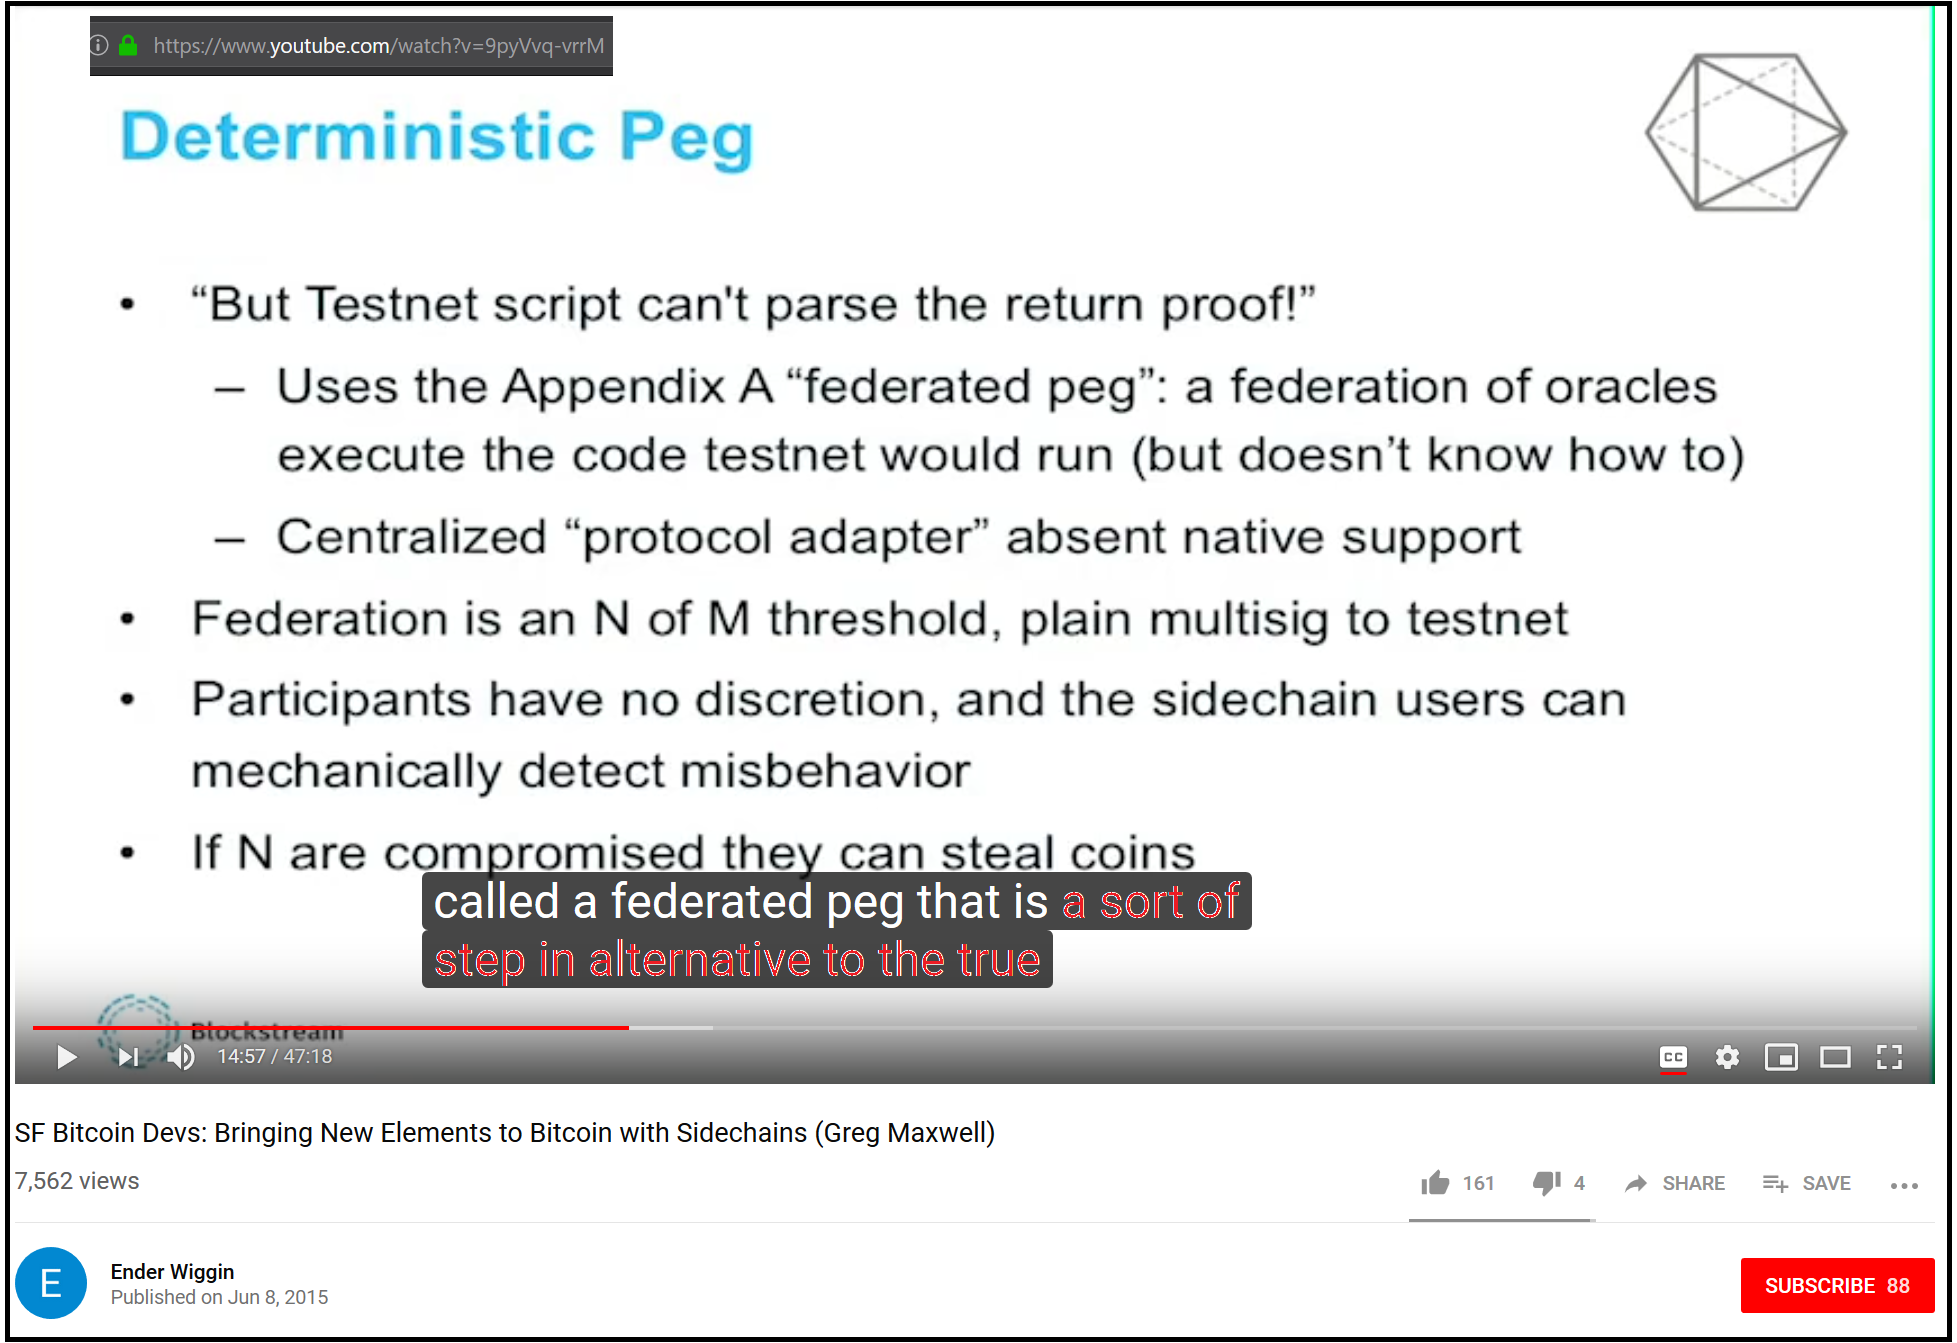 https://www.youtube.com/watch?v=9pyVvq-vrrM
Deterministic Peg
• “But Testnet script can't parse the return proof!”
– Uses the Appendix A “federated peg”: a federation of oracles
execute the code testnet would run (but doesn’t know how to)
– Centralized “protocol adapter” absent native support
• Federation is an N of M threshold, plain multisig to testnet
• Participants have no discretion, and the sidechain users can
mechanically detect misbehavior
• If N are compromised they can steal coins
called a federated peg that is a sort of
step in alternative to the true
Blockstream
14:57 / 47:18
CC
SF Bitcoin Devs: Bringing New Elements to Bitcoin with Sidechains (Greg Maxwell)
7,562 views
161 4 SHARE SAVE
E
Ender Wiggin
Published on Jun 8, 2015
SUBSCRIBE 88